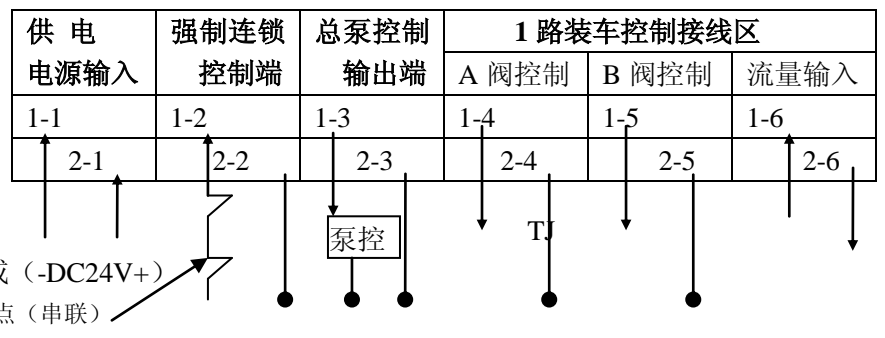 供 电 强制连锁 总泵控制 1 路装车控制接线区
电源输入 控制端 输出端 A 阀控制 B 阀控制 流量输入
1-1 1-2 1-3 1-4 1-5 1-6
2-1 2-2 2-3 2-4 2-5 2-6
泵控 TJ
（-DC24V+）
点（串联）